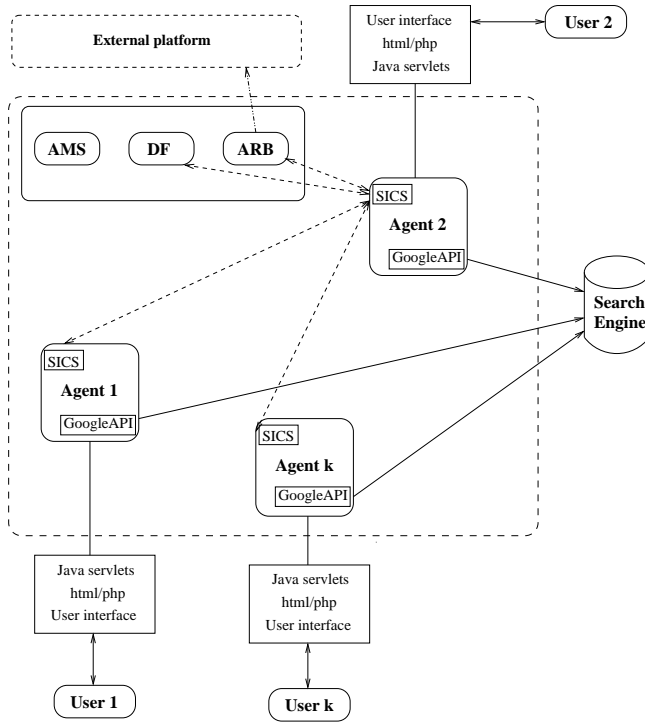 User interface
html/php
Java servlets
User 2
External platform
AMS
DF
ARB
SICS
Agent 2
GoogleAPI
Search
Engine
SICS
Agent 1
GoogleAPI
SICS
Agent k
GoogleAPI
Java servlets
html/php
User interface
Java servlets
html/php
User interface
User 1
User k